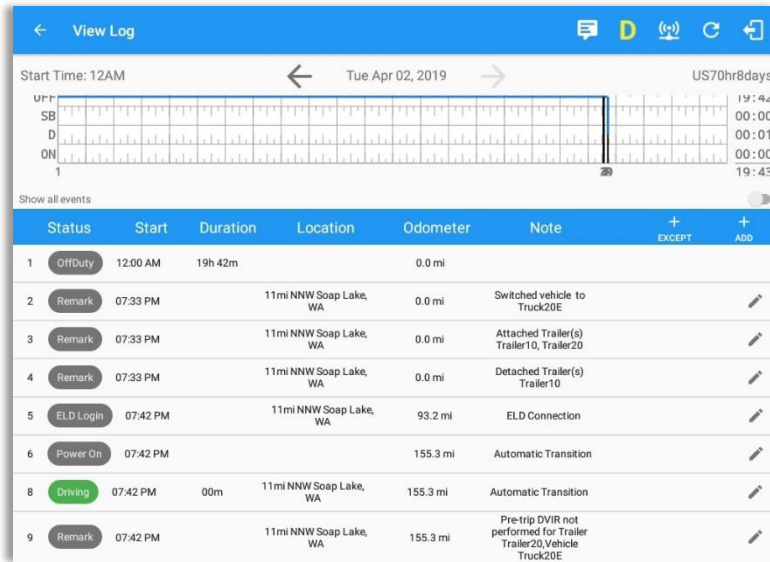 View Log
D
Start Time: 12AM
Tue Apr 02, 2019
US70hr8days
OFF 19:42
SB 00:00
D 00:01
ON 00:00
1 19:43
Show all events
Status Start Duration Location Odometer Note + EXCEPT + ADD
1 OffDuty 12:00 AM 19h 42m 0.0 mi
2 Remark 07:33 PM 11mi NNW Soap Lake, WA 0.0 mi Switched vehicle to Truck20E
3 Remark 07:33 PM 11mi NNW Soap Lake, WA 0.0 mi Attached Trailer(s) Trailer10, Trailer20
4 Remark 07:33 PM 11mi NNW Soap Lake, WA 0.0 mi Detached Trailer(s) Trailer10
5 ELD Login 07:42 PM 11mi NNW Soap Lake, WA 93.2 mi ELD Connection
6 Power On 07:42 PM 155.3 mi Automatic Transition
8 Driving 07:42 PM 00m 11mi NNW Soap Lake, WA 155.3 mi Automatic Transition
9 Remark 07:42 PM 11mi NNW Soap Lake, WA 155.3 mi Pre-trip DVIR not performed for Trailer Trailer20,Vehicle Truck20E